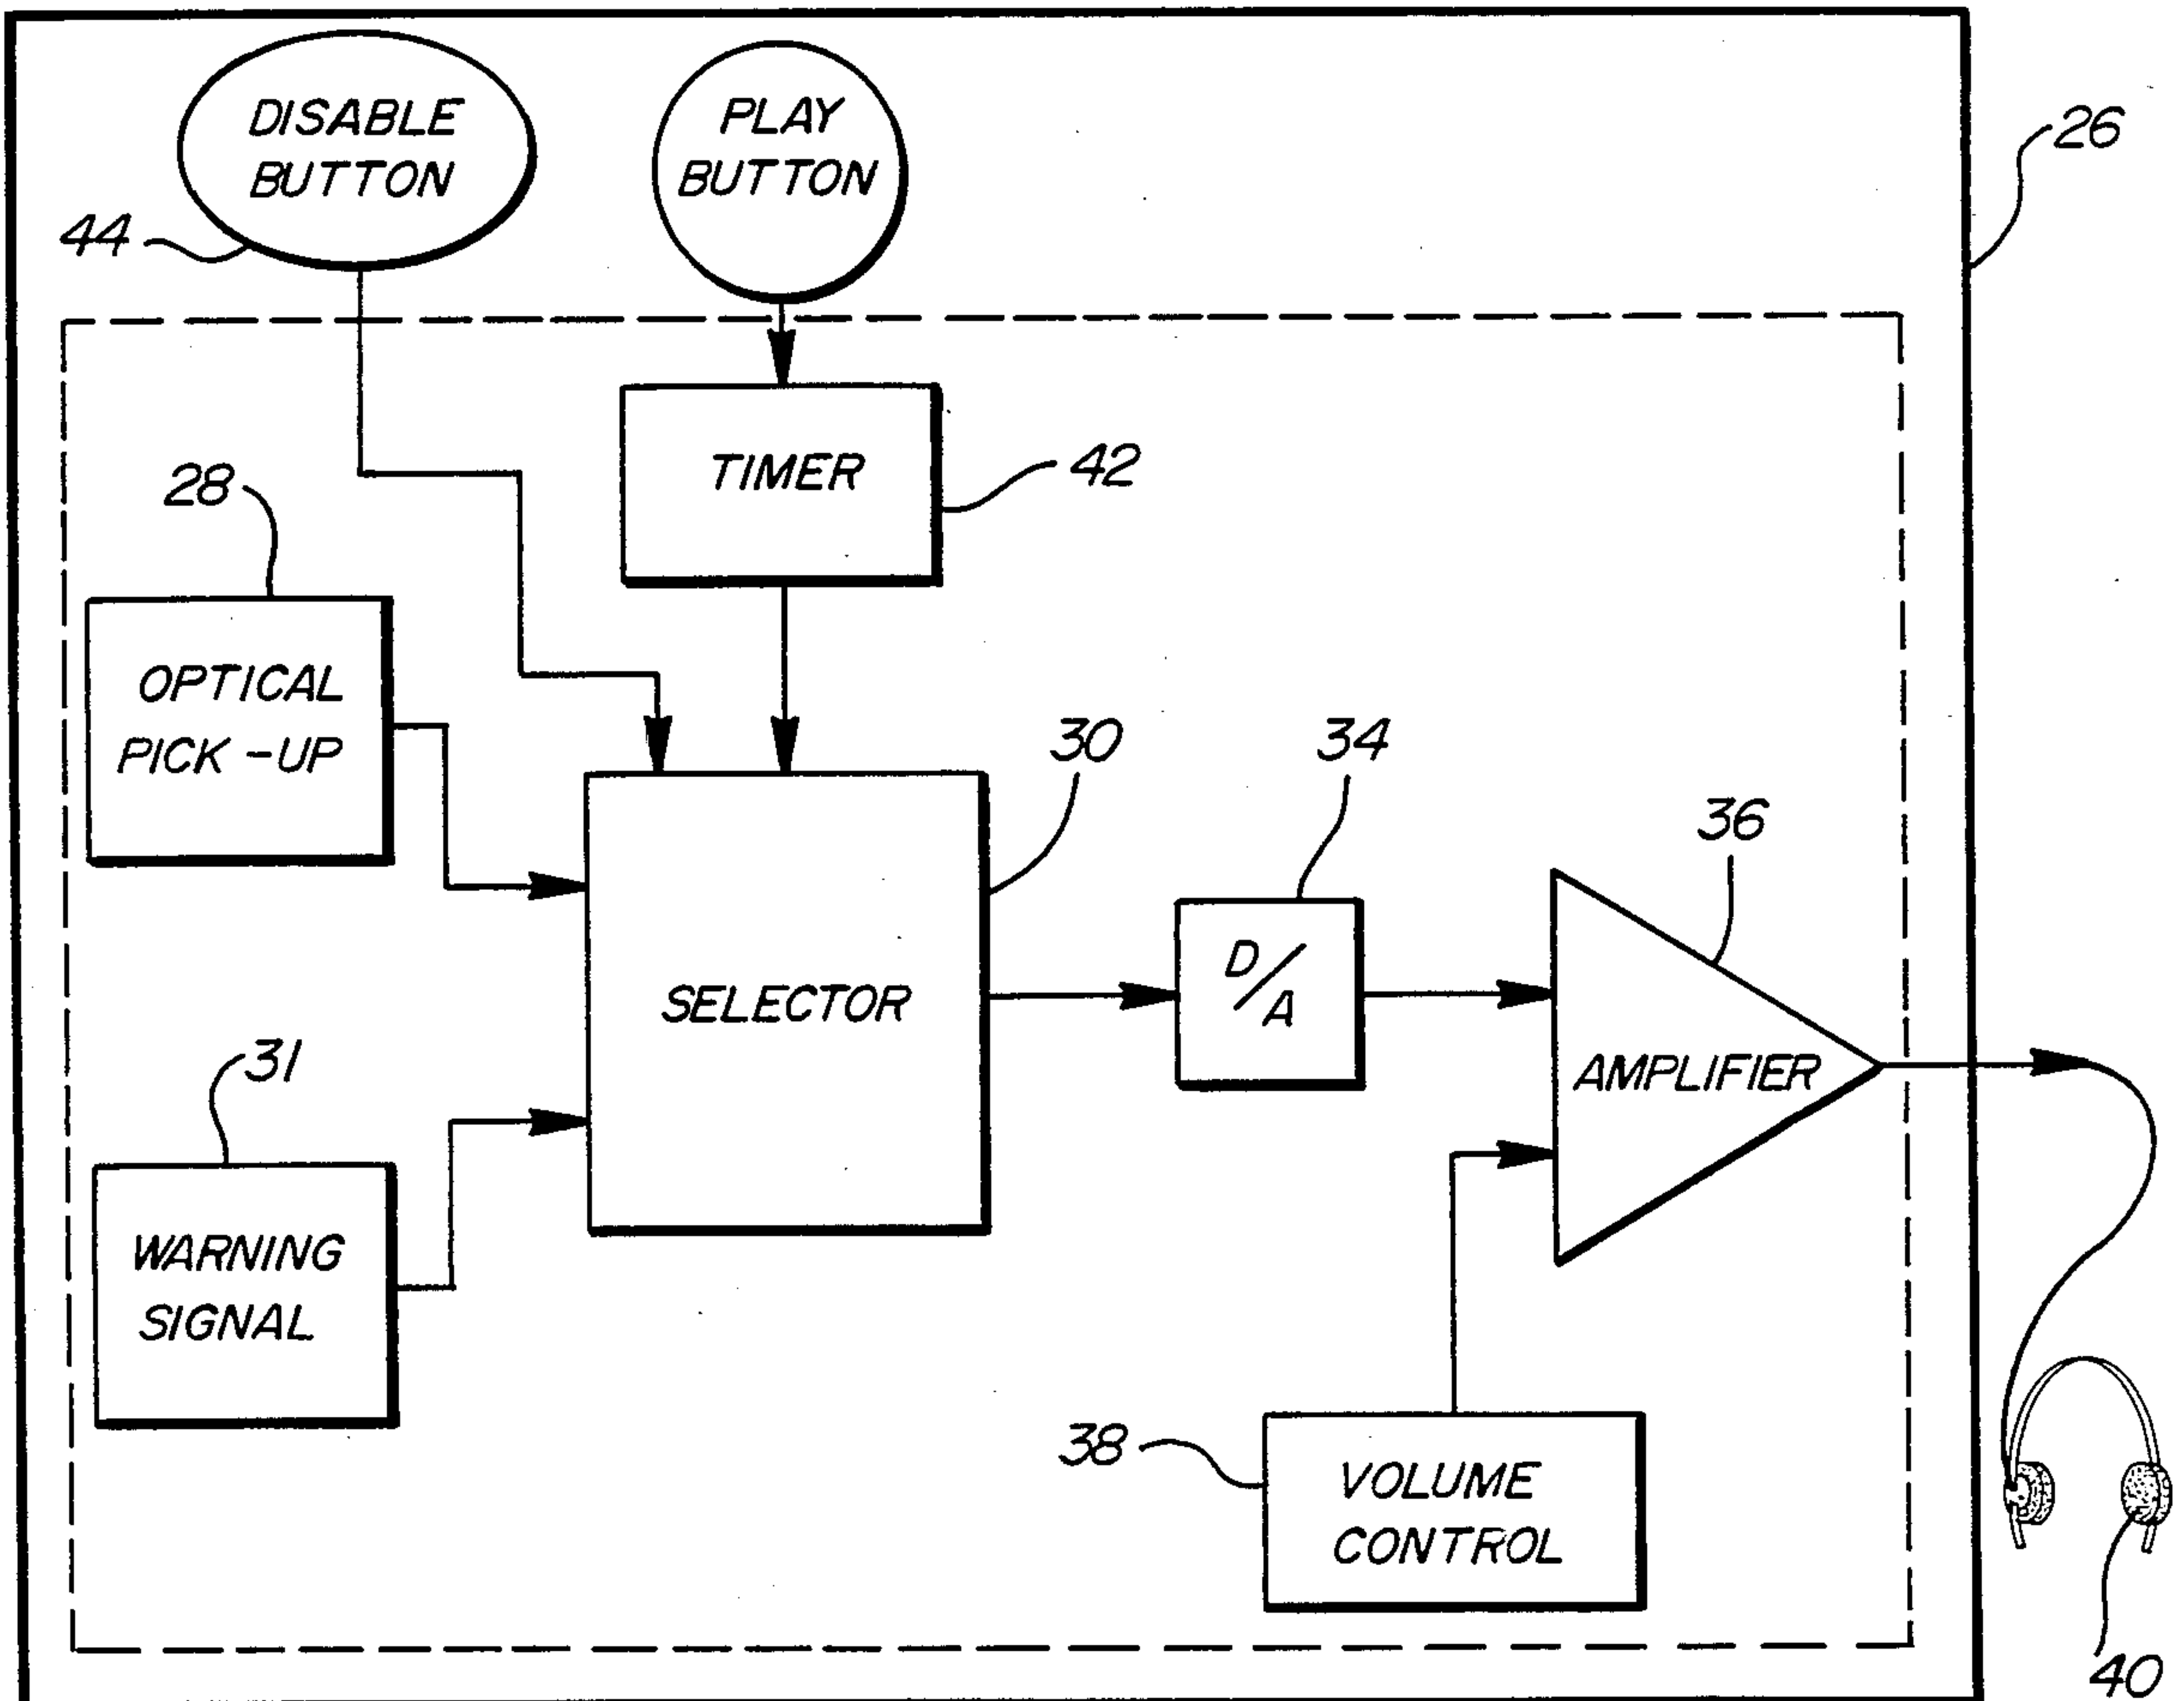 DISABLE
BUTTON
44
PLAY
BUTTON
26
TIMER
42
28
OPTICAL
PICK-UP
30
34
36
SELECTOR
D/A
AMPLIFIER
31
WARNING
SIGNAL
38
VOLUME
CONTROL
40